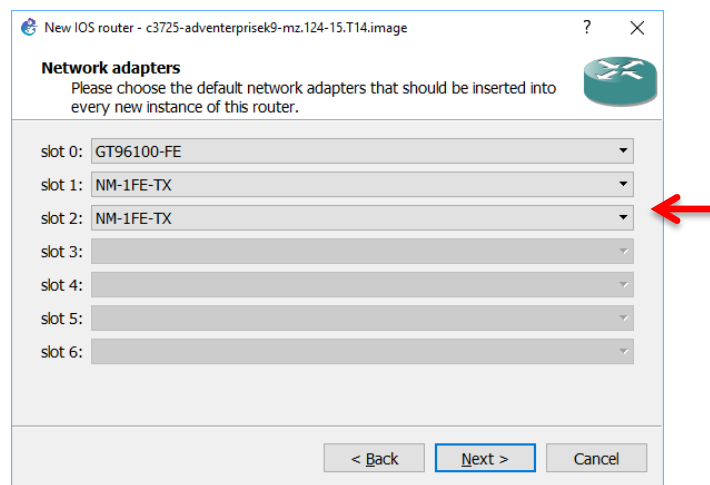 New IOS router - c3725-adventerprisek9-mz.124-15.T14.image
Network adapters
Please choose the default network adapters that should be inserted into
every new instance of this router.
slot 0: GT96100-FE
slot 1: NM-1FE-TX
slot 2: NM-1FE-TX
slot 3:
slot 4:
slot 5:
slot 6:
< Back Next > Cancel